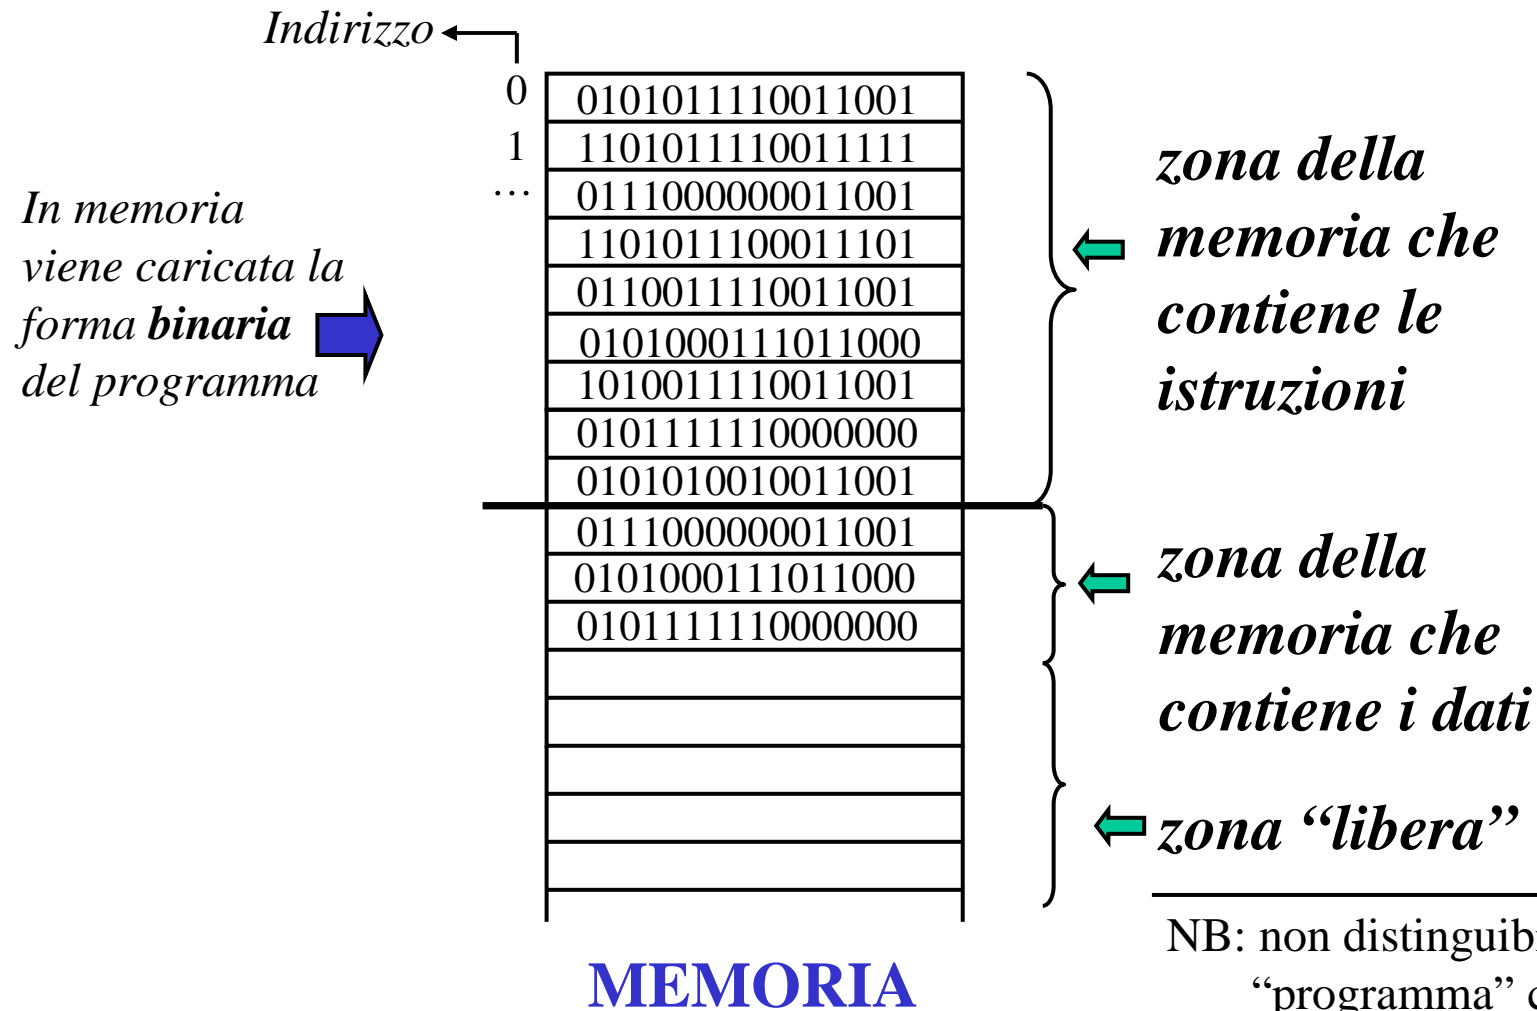 Indirizzo
0
0101011110011001
1
1101011110011111
…
0111000000011001
1101011100011101
0110011110011001
0101000111011000
1010011110011001
0101111110000000
0101010010011001
0111000000011001
0101000111011000
0101111110000000
In memoria
viene caricata la
forma binaria
del programma
zona della
memoria che
contiene le
istruzioni
zona della
memoria che
contiene i dati
zona “libera”
NB: non
“programma”
MEMORIA